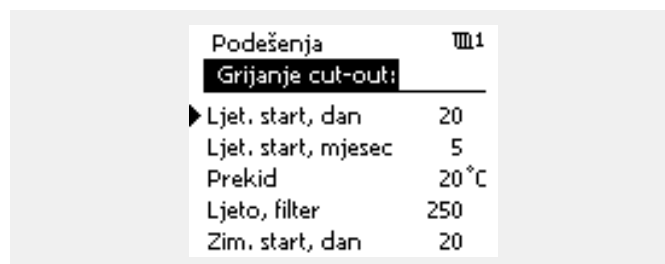 Podešenja 1
Grijanje cut-out:
Ljet. start, dan 20
Ljet. start, mjesec 5
Prekid 20°C
Ljeto, filter 250
Zim. start, dan 20